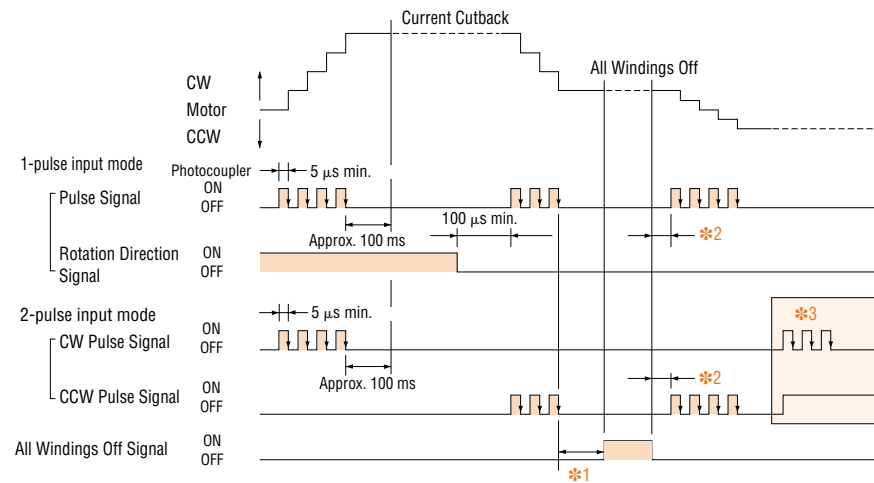 Current Cutback
All Windings Off
CW
Motor
CCW
1-pulse input mode
Photocoupler
5 μs min.
Pulse Signal
ON
OFF
100 μs min.
Approx. 100 ms
✽2
Rotation Direction
Signal
ON
OFF
2-pulse input mode
5 μs min.
✽3
CW Pulse Signal
ON
OFF
Approx. 100 ms
✽2
CCW Pulse Signal
ON
OFF
All Windings Off Signal
ON
OFF
✽1